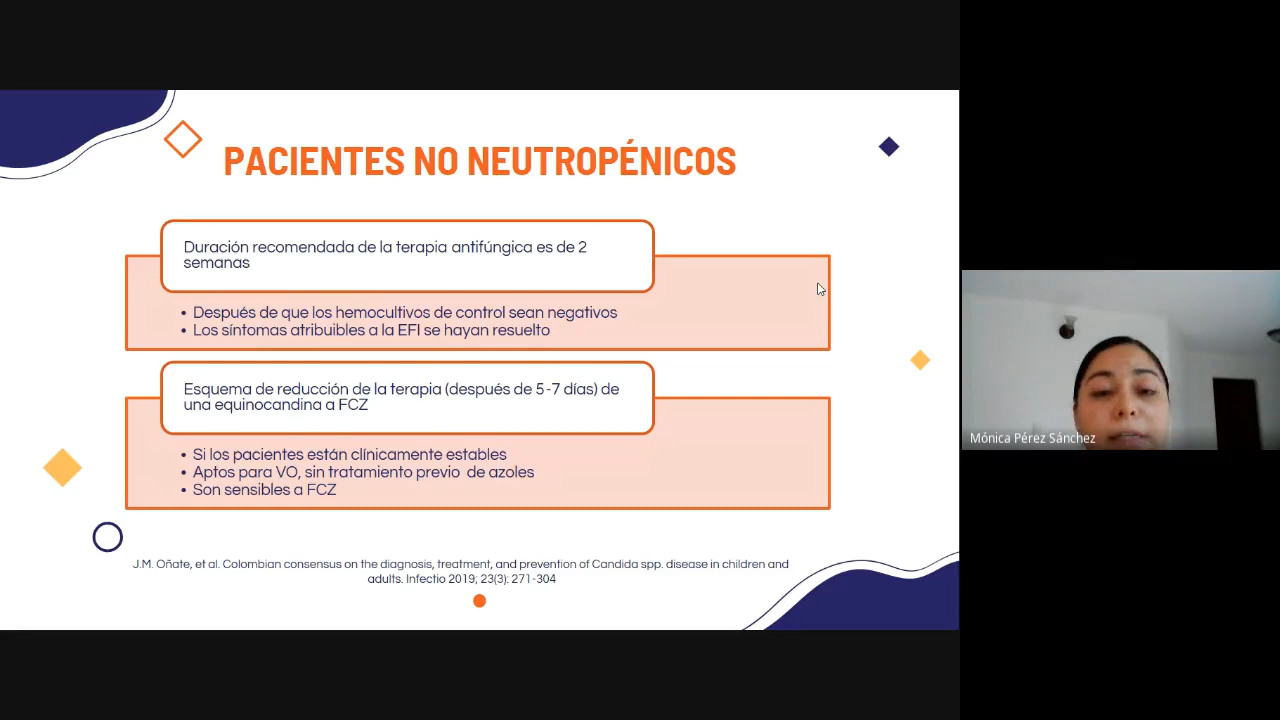 PACIENTES NO NEUTROPÉNICOS
Duración recomendada de la terapia antifúngica es de 2
semanas
• Después de que los hemocultivos de control sean negativos
• Los síntomas atribuibles a la EFI se hayan resuelto
Esquema de reducción de la terapia (después de 5-7 días) de
una equinocandina a FCZ
• Si los pacientes están clínicamente estables
• Aptos para VO, sin tratamiento previo de azoles
• Son sensibles a FCZ
J.M. Oñate, et al. Colombian consensus on the diagnosis, treatment, and prevention of Candida spp. disease in children and
adults. Infectio 2019; 23(3): 271-304
Mónica Pérez Sánchez